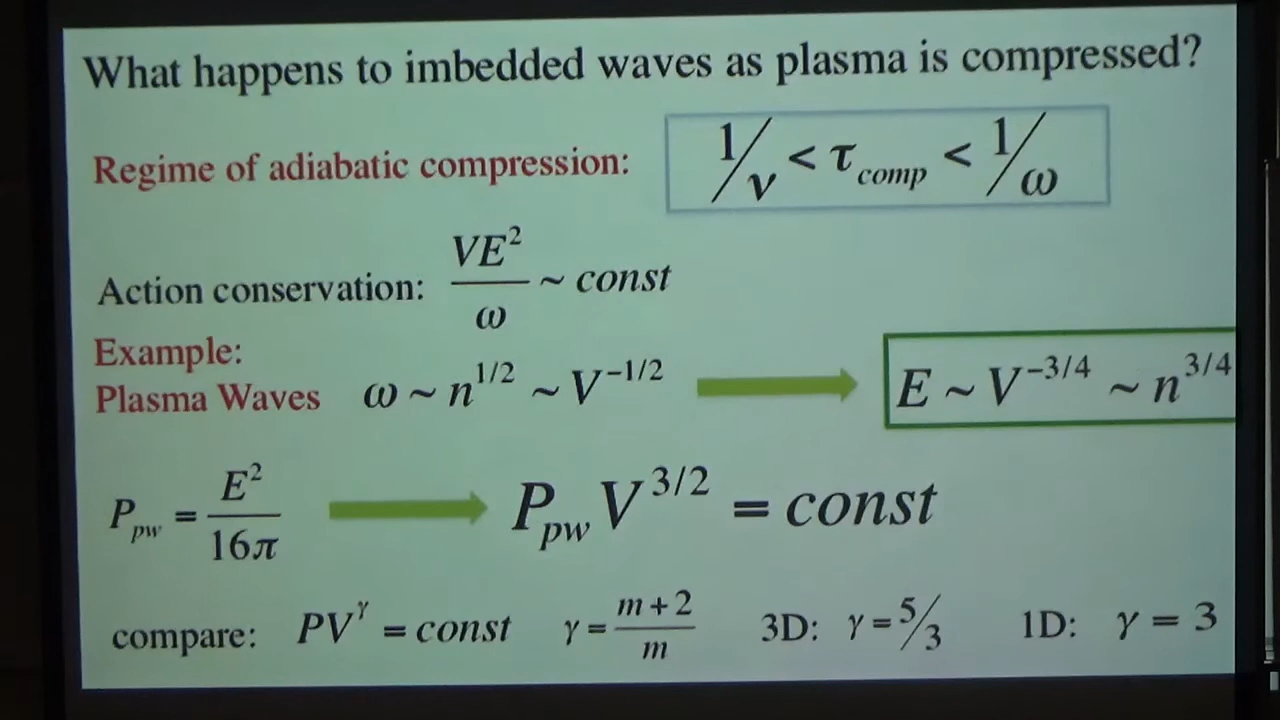 What happens to imbedded waves as plasma is compressed?
Regime of adiabatic compression: 1/ν < τ_comp < 1/ω
Action conservation: VE²/ω ~ const
Example:
Plasma Waves ω ~ n^1/2 ~ V^−1/2 E ~ V^−3/4 ~ n^3/4
P_pw = E²/16π P_pw V^3/2 = const
compare: PV^γ = const γ = m+2/m 3D: γ = 5/3 1D: γ = 3